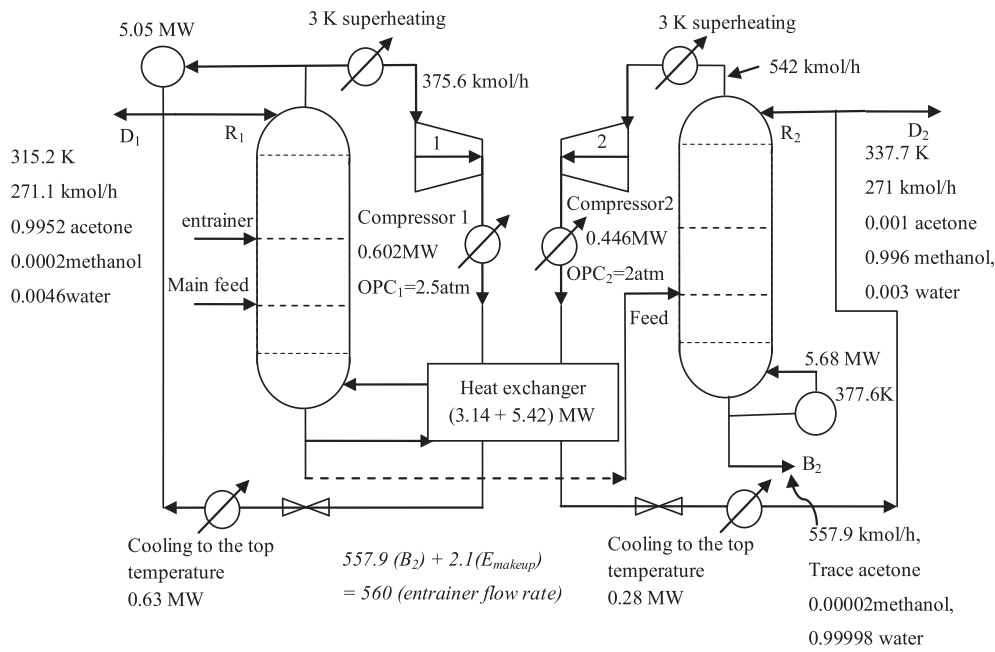 5.05 MW
3 K superheating
3 K superheating
542 kmol/h
375.6 kmol/h
D₁
R₁
1
2
R₂
D₂
315.2 K
271.1 kmol/h
0.9952 acetone
0.0002methanol
0.0046water
entrainer
Main feed
Compressor 1
0.602MW
OPC₁=2.5atm
Compressor2
0.446MW
OPC₂=2atm
Feed
337.7 K
271 kmol/h
0.001 acetone
0.996 methanol,
0.003 water
Heat exchanger
(3.14 + 5.42) MW
5.68 MW
377.6K
B₂
Cooling to the top
temperature
0.63 MW
557.9 (B₂) + 2.1(Eₘₐₖₑᵤₚ)
= 560 (entrainer flow rate)
Cooling to the top
temperature
0.28 MW
557.9 kmol/h,
Trace acetone
0.00002methanol,
0.99998 water